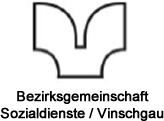 Bezirksgemeinschaft
Sozialdienste / Vinschgau